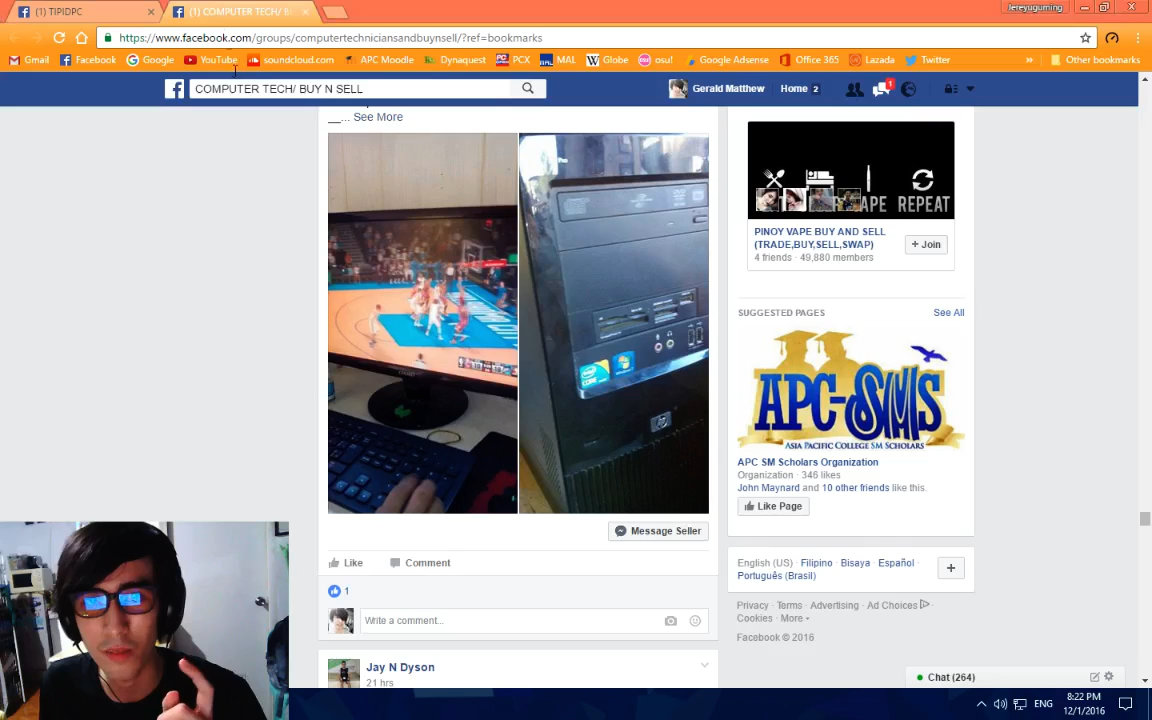 (1) TIPIDPC
(1) COMPUTER TECH/
Jereyuguming
https://www.facebook.com/groups/computertechniciansandbuynsell/?ref=bookmarks
Gmail Facebook Google YouTube soundcloud.com APC Moodle Dynaquest PCX MAL Globe osu! Google Adsense Office 365 Lazada Twitter » Other bookmarks
COMPUTER TECH/ BUY N SELL
Gerald Matthew Home 2
1
__... See More
APE REPEAT
PINOY VAPE BUY AND SELL
(TRADE,BUY,SELL,SWAP)
4 friends · 49,880 members
+ Join
SUGGESTED PAGES See All
APC-SMS
ASIA PACIFIC COLLEGE SM SCHOLARS
APC SM Scholars Organization
Organization · 346 likes
John Maynard and 10 other friends like this.
Like Page
hp
Message Seller
Like Comment
1
Write a comment...
Jay N Dyson
21 hrs
English (US) · Filipino · Bisaya · Español ·
Português (Brasil)
Privacy · Terms · Advertising · Ad Choices ·
Cookies · More
Facebook © 2016
Chat (264)
ENG
8:22 PM
12/1/2016